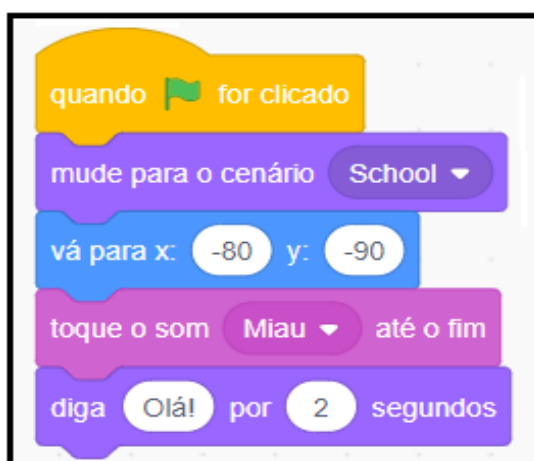 quando for clicado
mude para o cenário School
vá para x: -80 y: -90
toque o som Miau até o fim
diga Olá! por 2 segundos